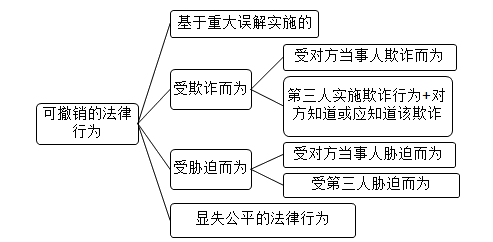 基于重大误解实施的
受对方当事人欺诈而为
受欺诈而为
第三人实施欺诈行为+对
方知道或应知道该欺诈
可撤销的法律
行为
受对方当事人胁迫而为
受胁迫而为
受第三人胁迫而为
显失公平的法律行为